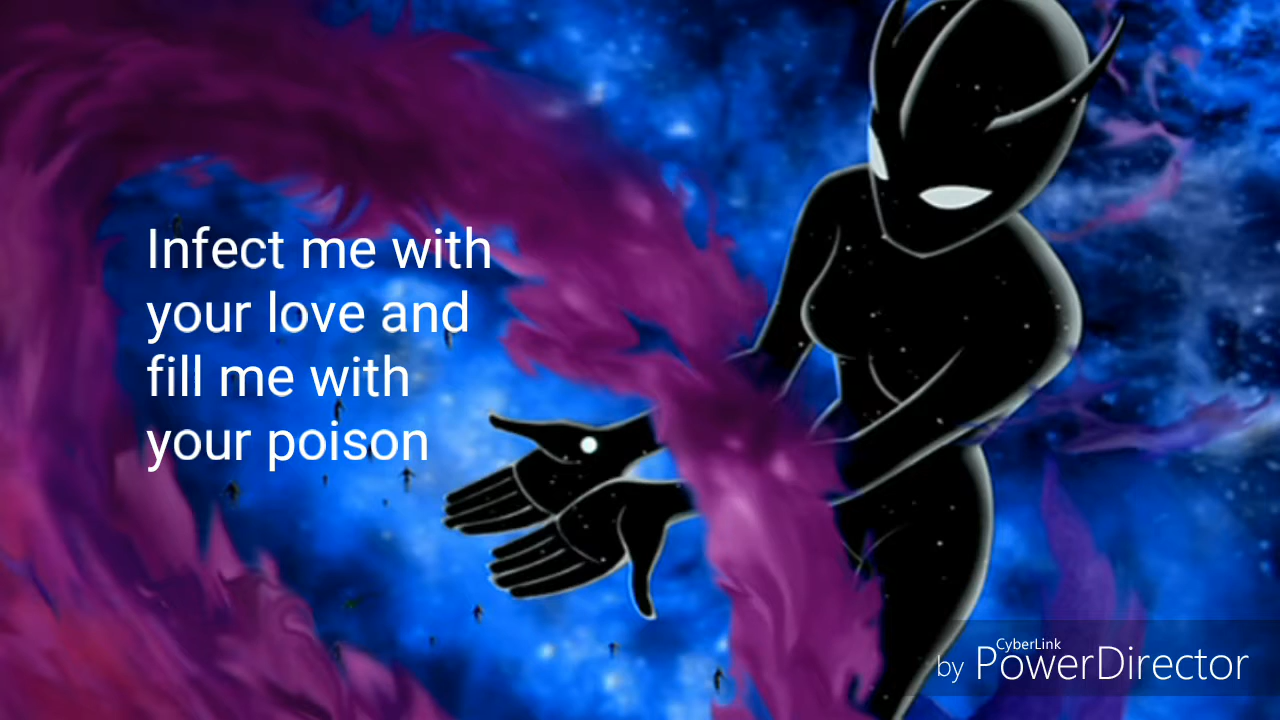 Infect me with
your love and
fill me with
your poison
by CyberLink PowerDirector